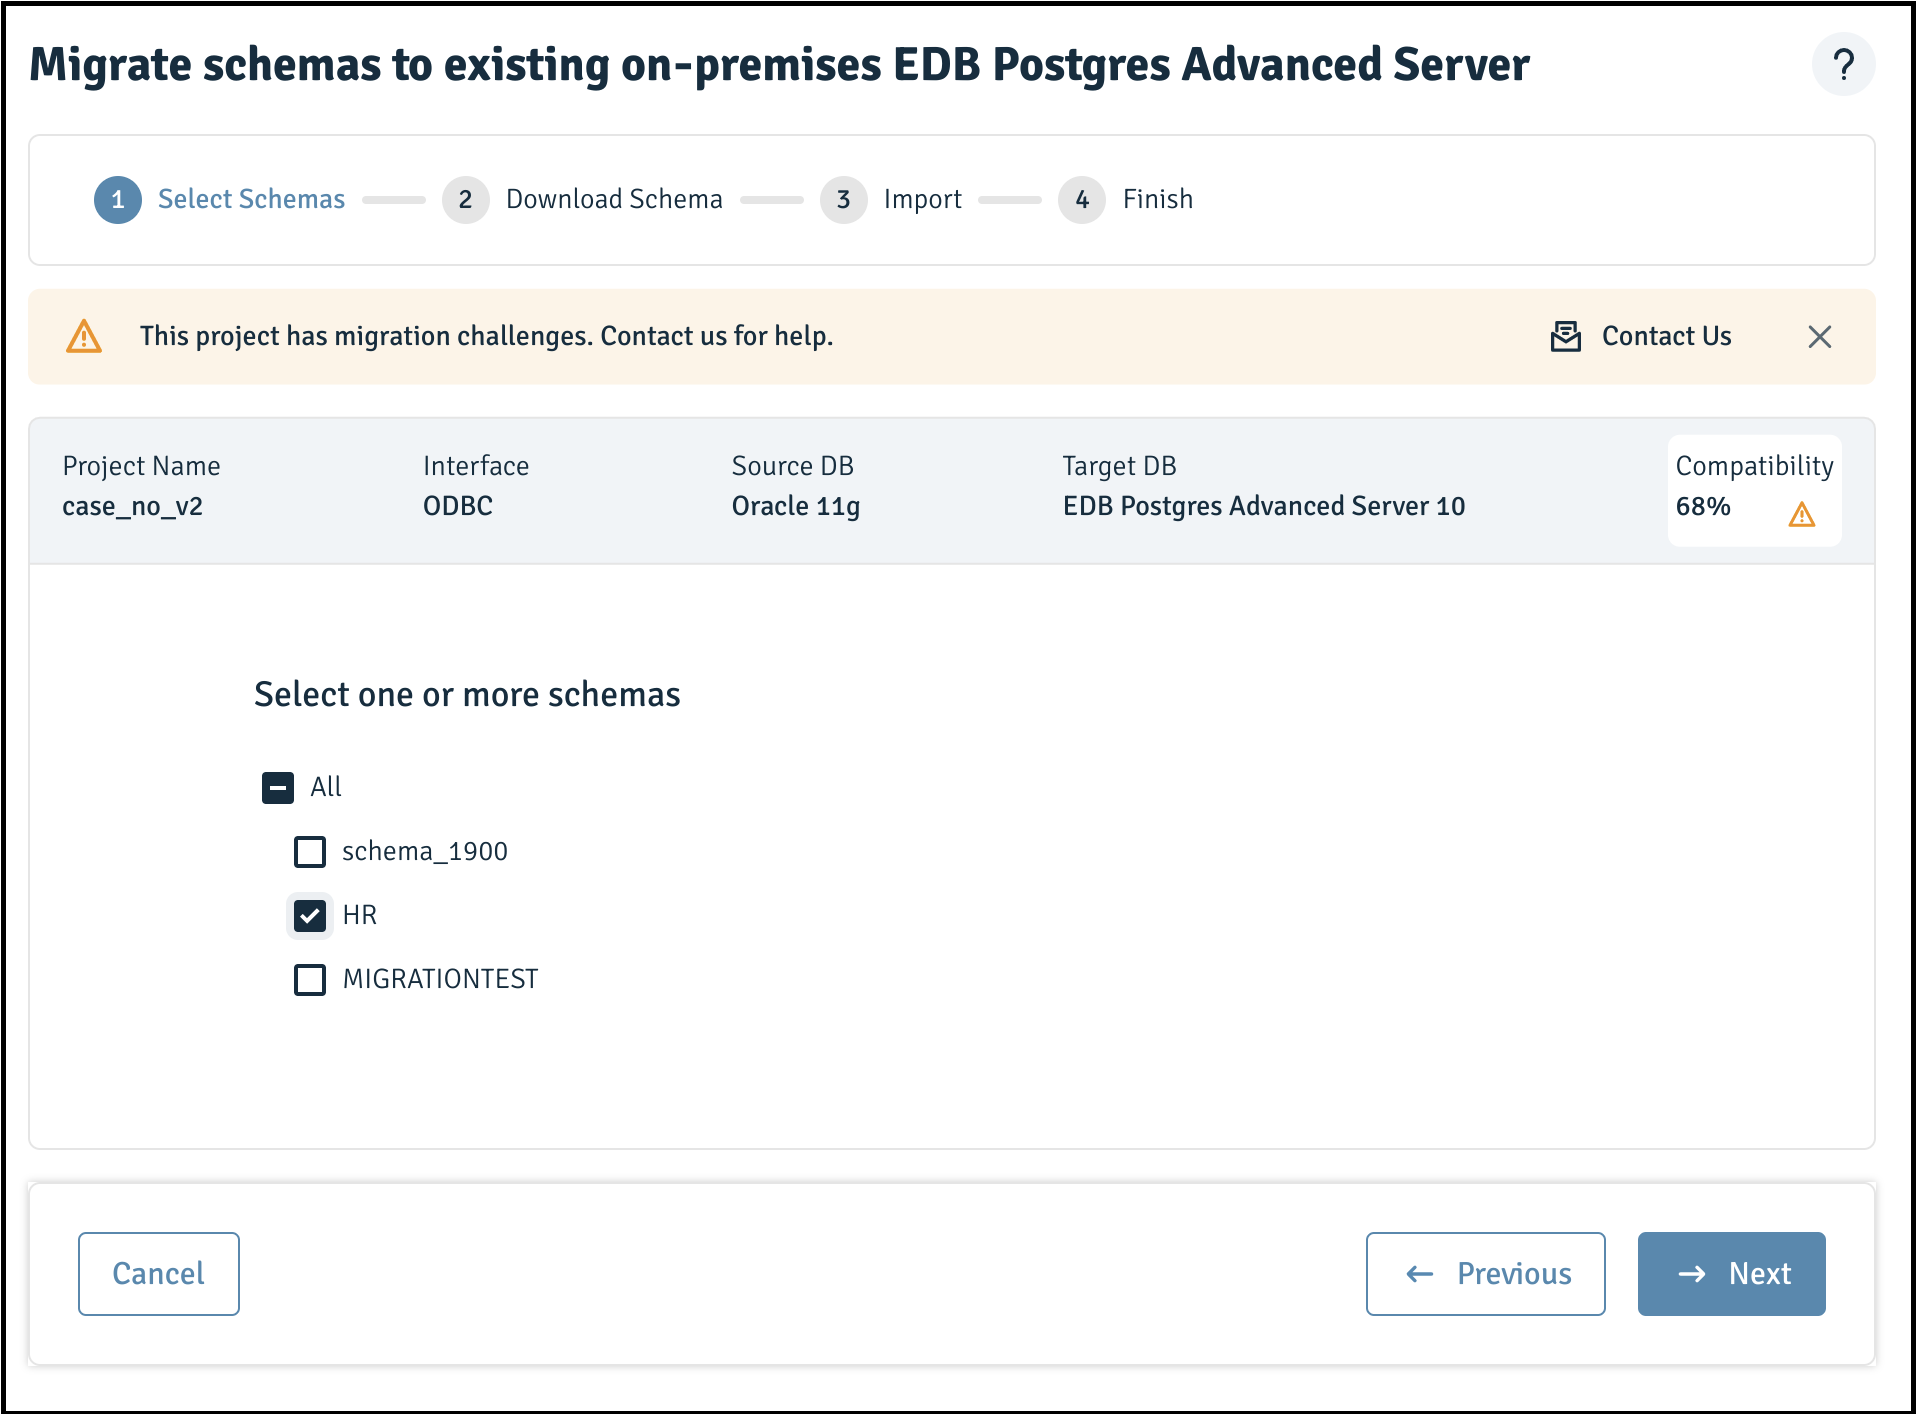 Migrate schemas to existing on-premises EDB Postgres Advanced Server
?
1 Select Schemas 2 Download Schema 3 Import 4 Finish
This project has migration challenges. Contact us for help. Contact Us
Project Name Interface Source DB Target DB Compatibility
case_no_v2 ODBC Oracle 11g EDB Postgres Advanced Server 10 68%
Select one or more schemas
All
schema_1900
HR
MIGRATIONTEST
Cancel Previous Next